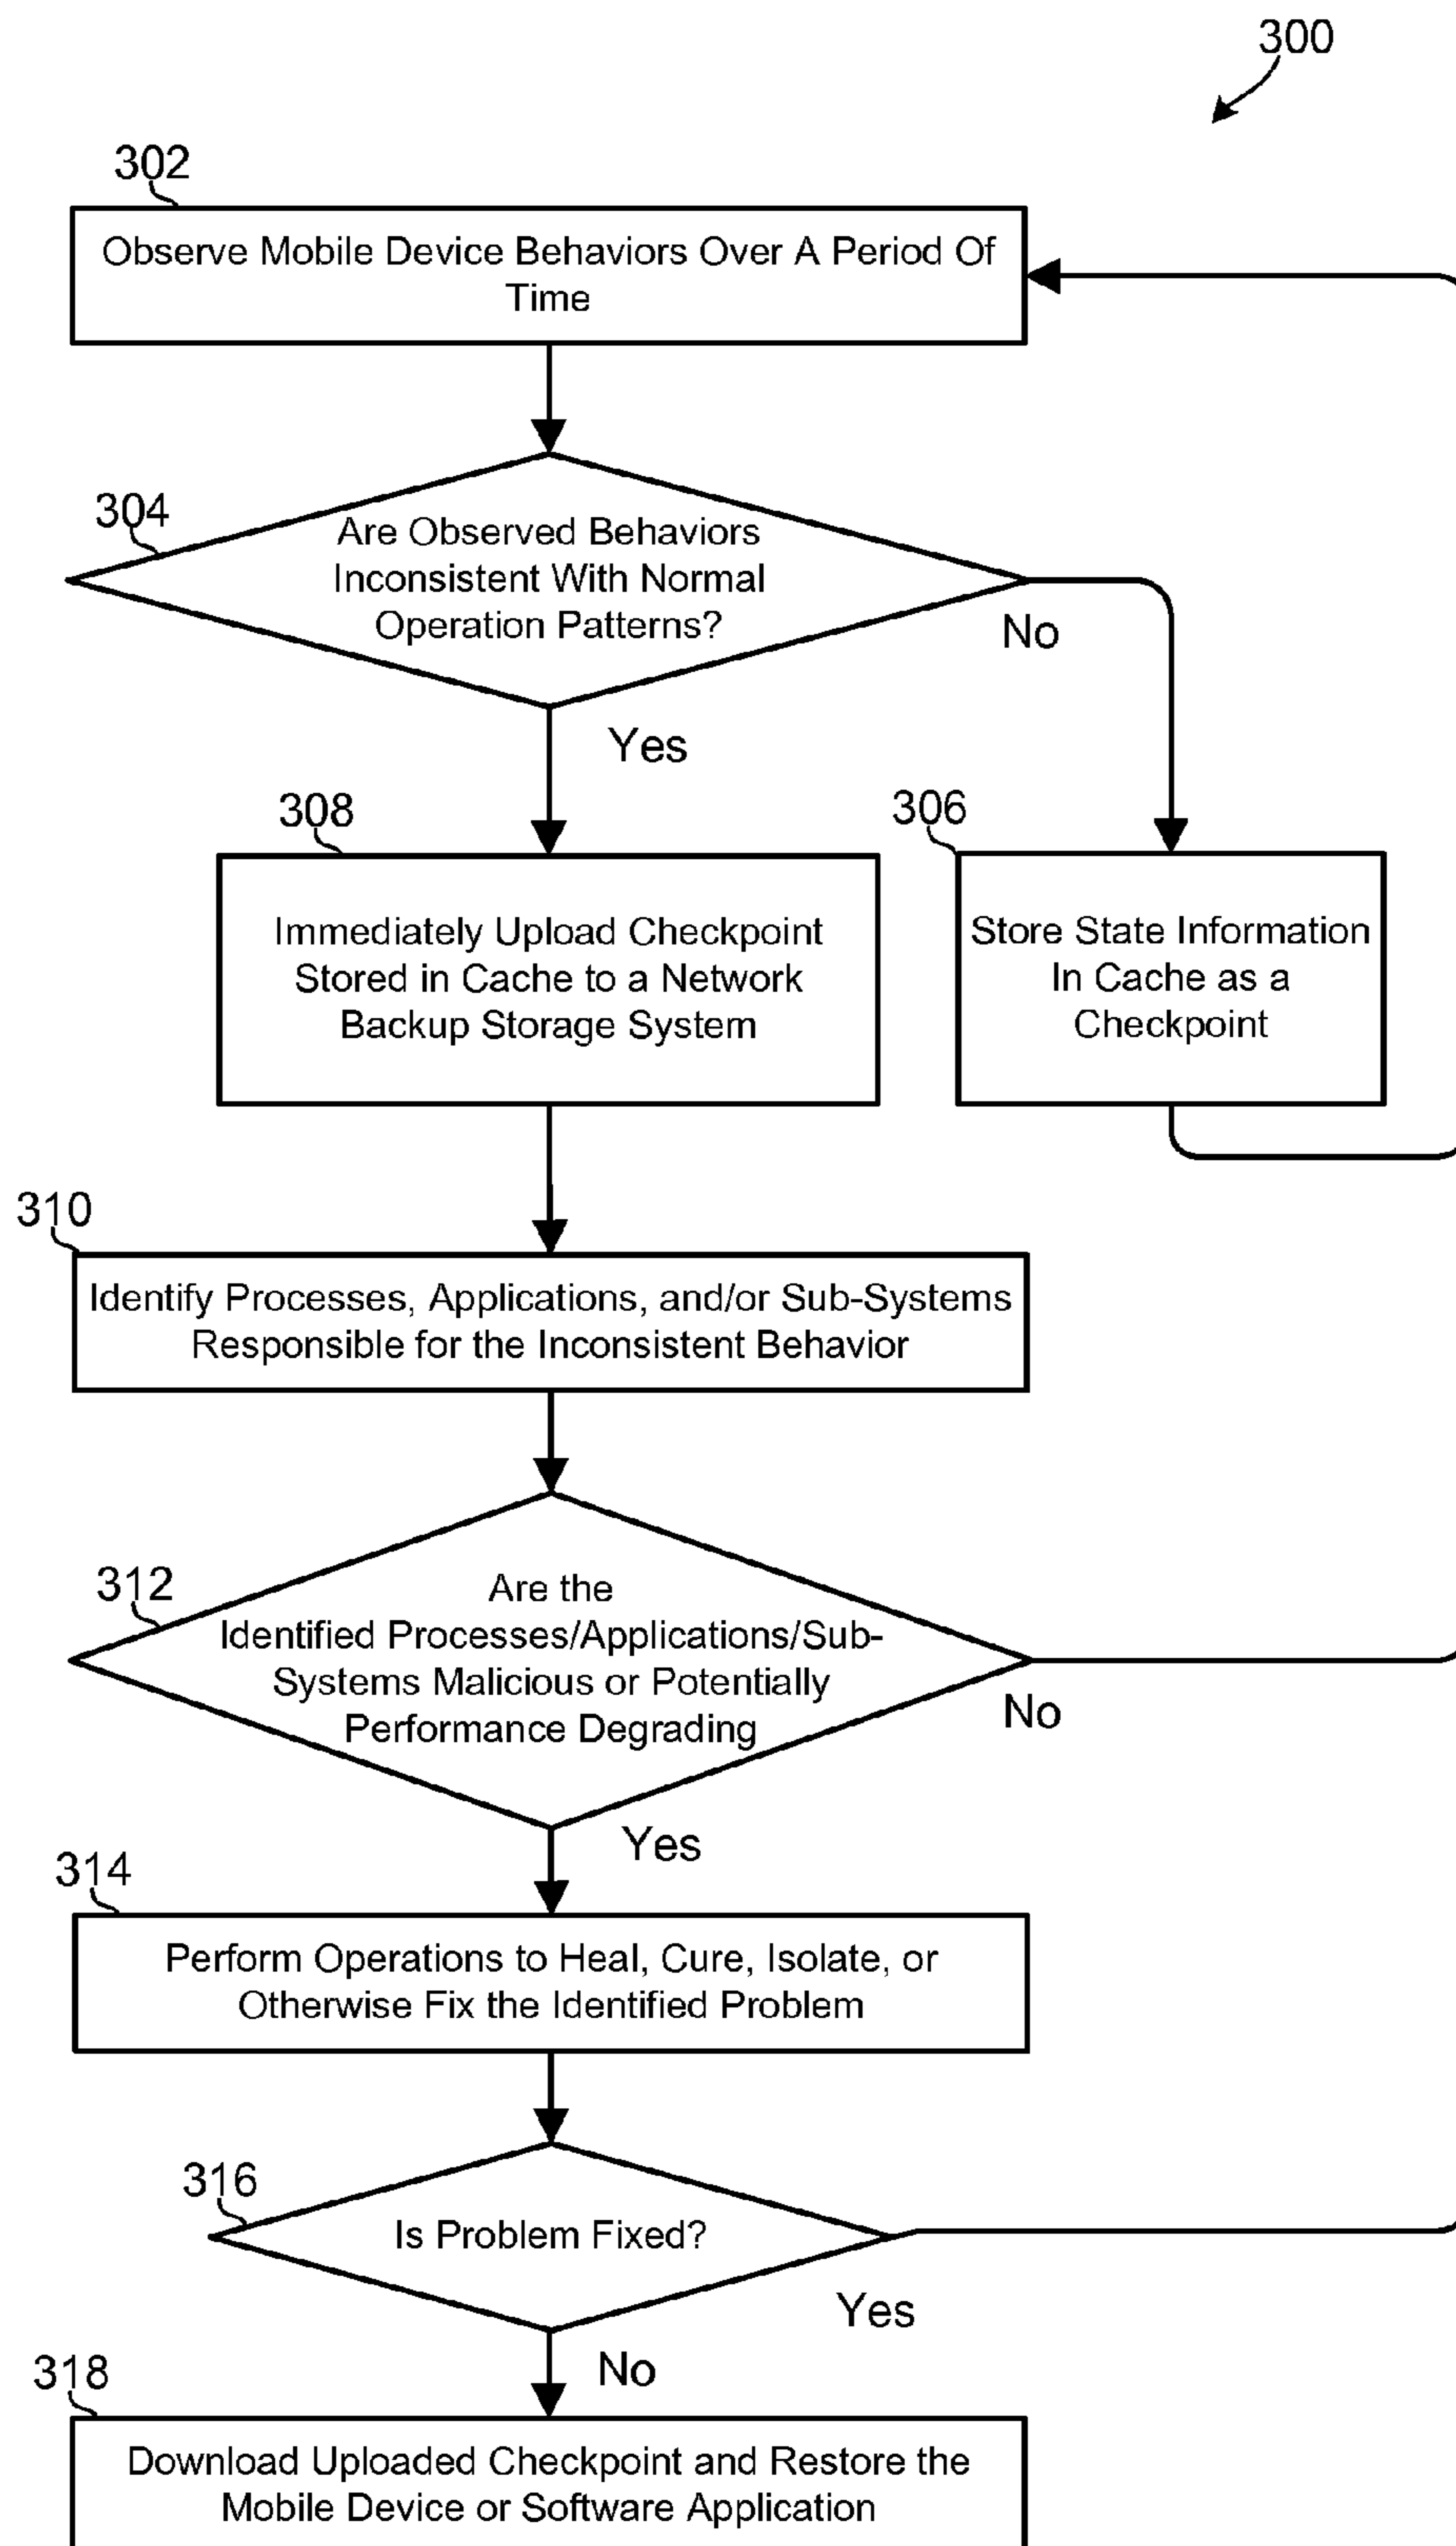 300
302
Observe Mobile Device Behaviors Over A Period Of
Time
304
Are Observed Behaviors
Inconsistent With Normal
Operation Patterns?
No
Yes
308
Immediately Upload Checkpoint
Stored in Cache to a Network
Backup Storage System
306
Store State Information
In Cache as a
Checkpoint
310
Identify Processes, Applications, and/or Sub-Systems
Responsible for the Inconsistent Behavior
312
Are the
Identified Processes/Applications/Sub-
Systems Malicious or Potentially
Performance Degrading
No
Yes
314
Perform Operations to Heal, Cure, Isolate, or
Otherwise Fix the Identified Problem
316
Is Problem Fixed?
Yes
No
318
Download Uploaded Checkpoint and Restore the
Mobile Device or Software Application